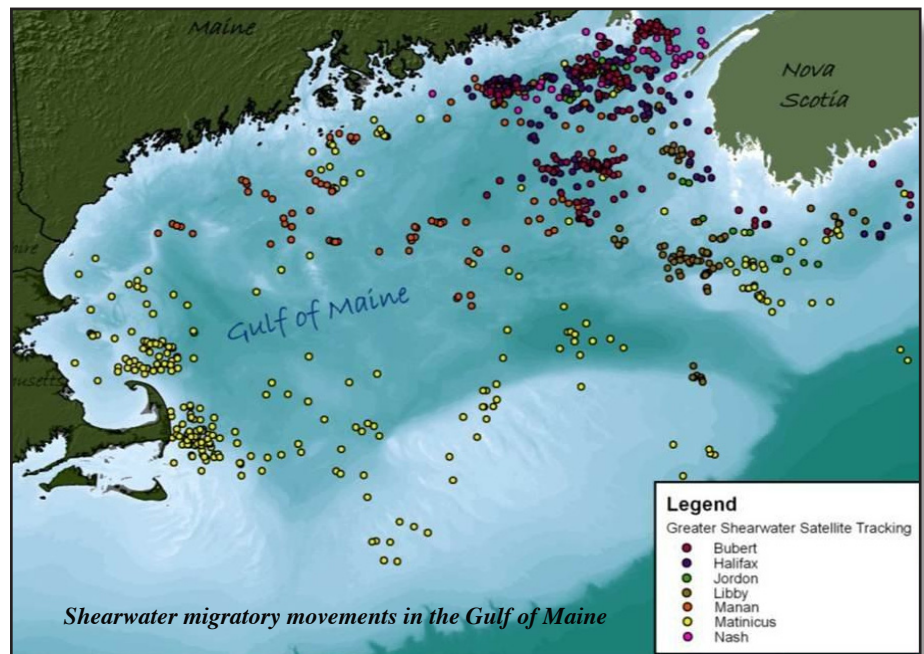 Maine
Nova
Scotia
Gulf of Maine
Legend
Greater Shearwater Satellite Tracking
Bubert
Halifax
Jordon
Libby
Manan
Matinicus
Nash
Shearwater migratory movements in the Gulf of Maine